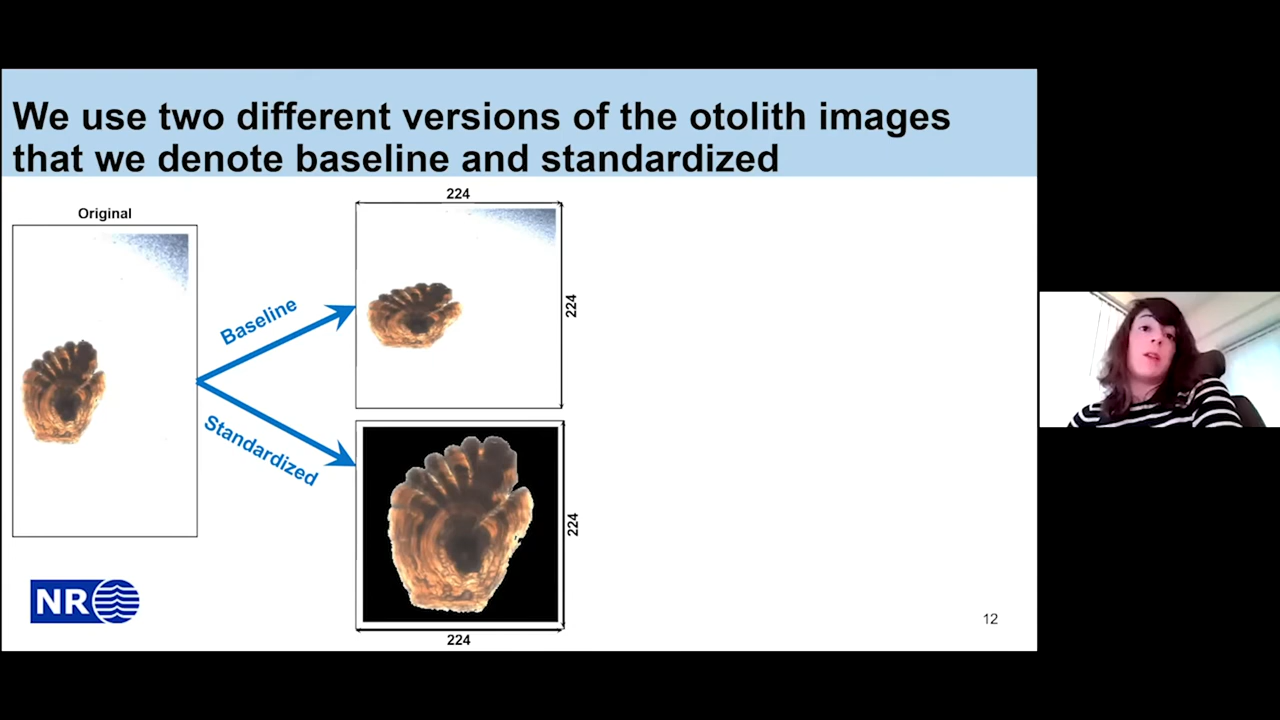 We use two different versions of the otolith images
that we denote baseline and standardized
Original
224
224
Baseline
Standardized
224
224
NR
12